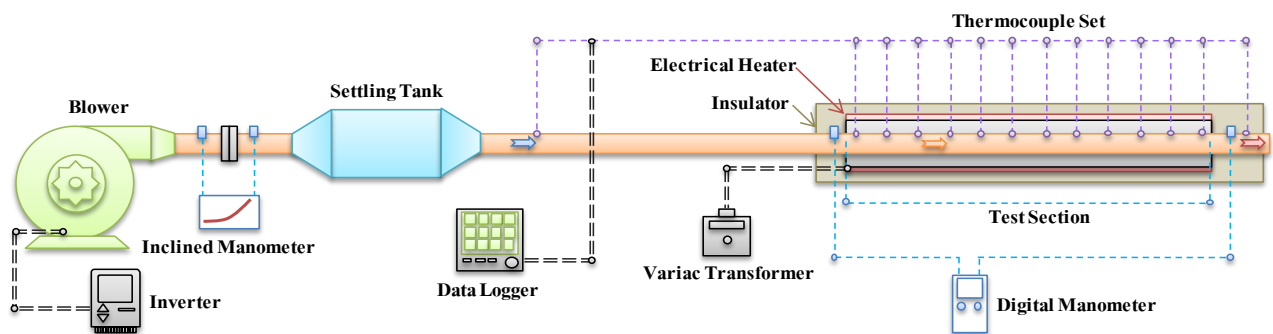 Thermocouple Set
Electrical Heater
Blower
Settling Tank
Insulator
Test Section
Inclined Manometer
Variac Transformer
Data Logger
Inverter
Digital Manometer